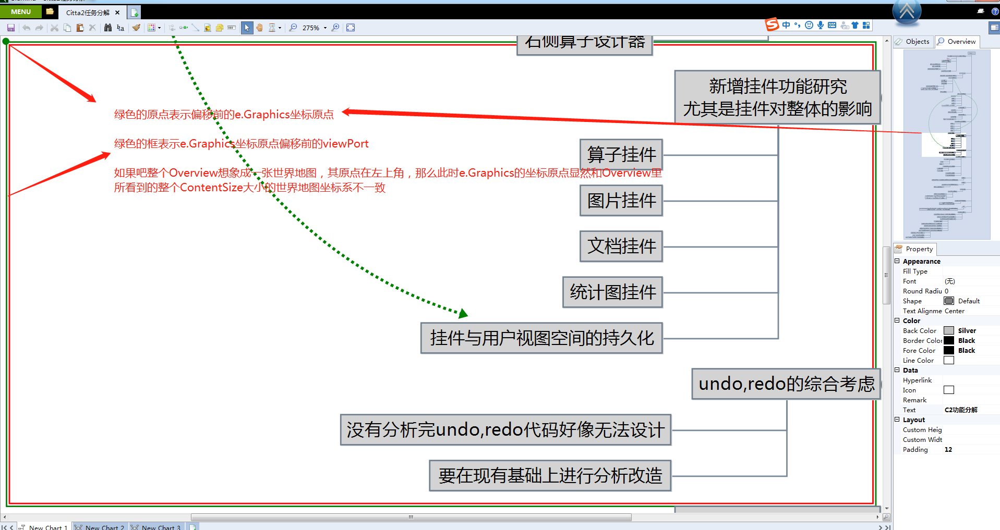 MENU
Citta2任务分解
275%
中
Objects
Overview
右侧算子设计器
新增挂件功能研究
尤其是挂件对整体的影响
绿色的原点表示偏移前的e.Graphics坐标原点
绿色的框表示e.Graphics坐标原点偏移前的viewPort
算子挂件
如果吧整个Overview想象成一张世界地图，其原点在左上角，那么此时e.Graphics的坐标原点显然和Overview里
所看到的整个ContentSize大小的世界地图坐标系不一致
图片挂件
文档挂件
统计图挂件
挂件与用户视图空间的持久化
undo,redo的综合考虑
没有分析完undo,redo代码好像无法设计
要在现有基础上进行分析改造
Property
Appearance
Fill Type
Font (无)
Round Radiu 0
Shape Default
Text Alignme Center
Color
Back Color Silver
Border Color Black
Fore Color Black
Line Color
Data
Hyperlink
Icon
Remark
Text C2功能分解
Layout
Custom Heig
Custom Widt
Padding 12
New Chart 1
New Chart 2
New Chart 3